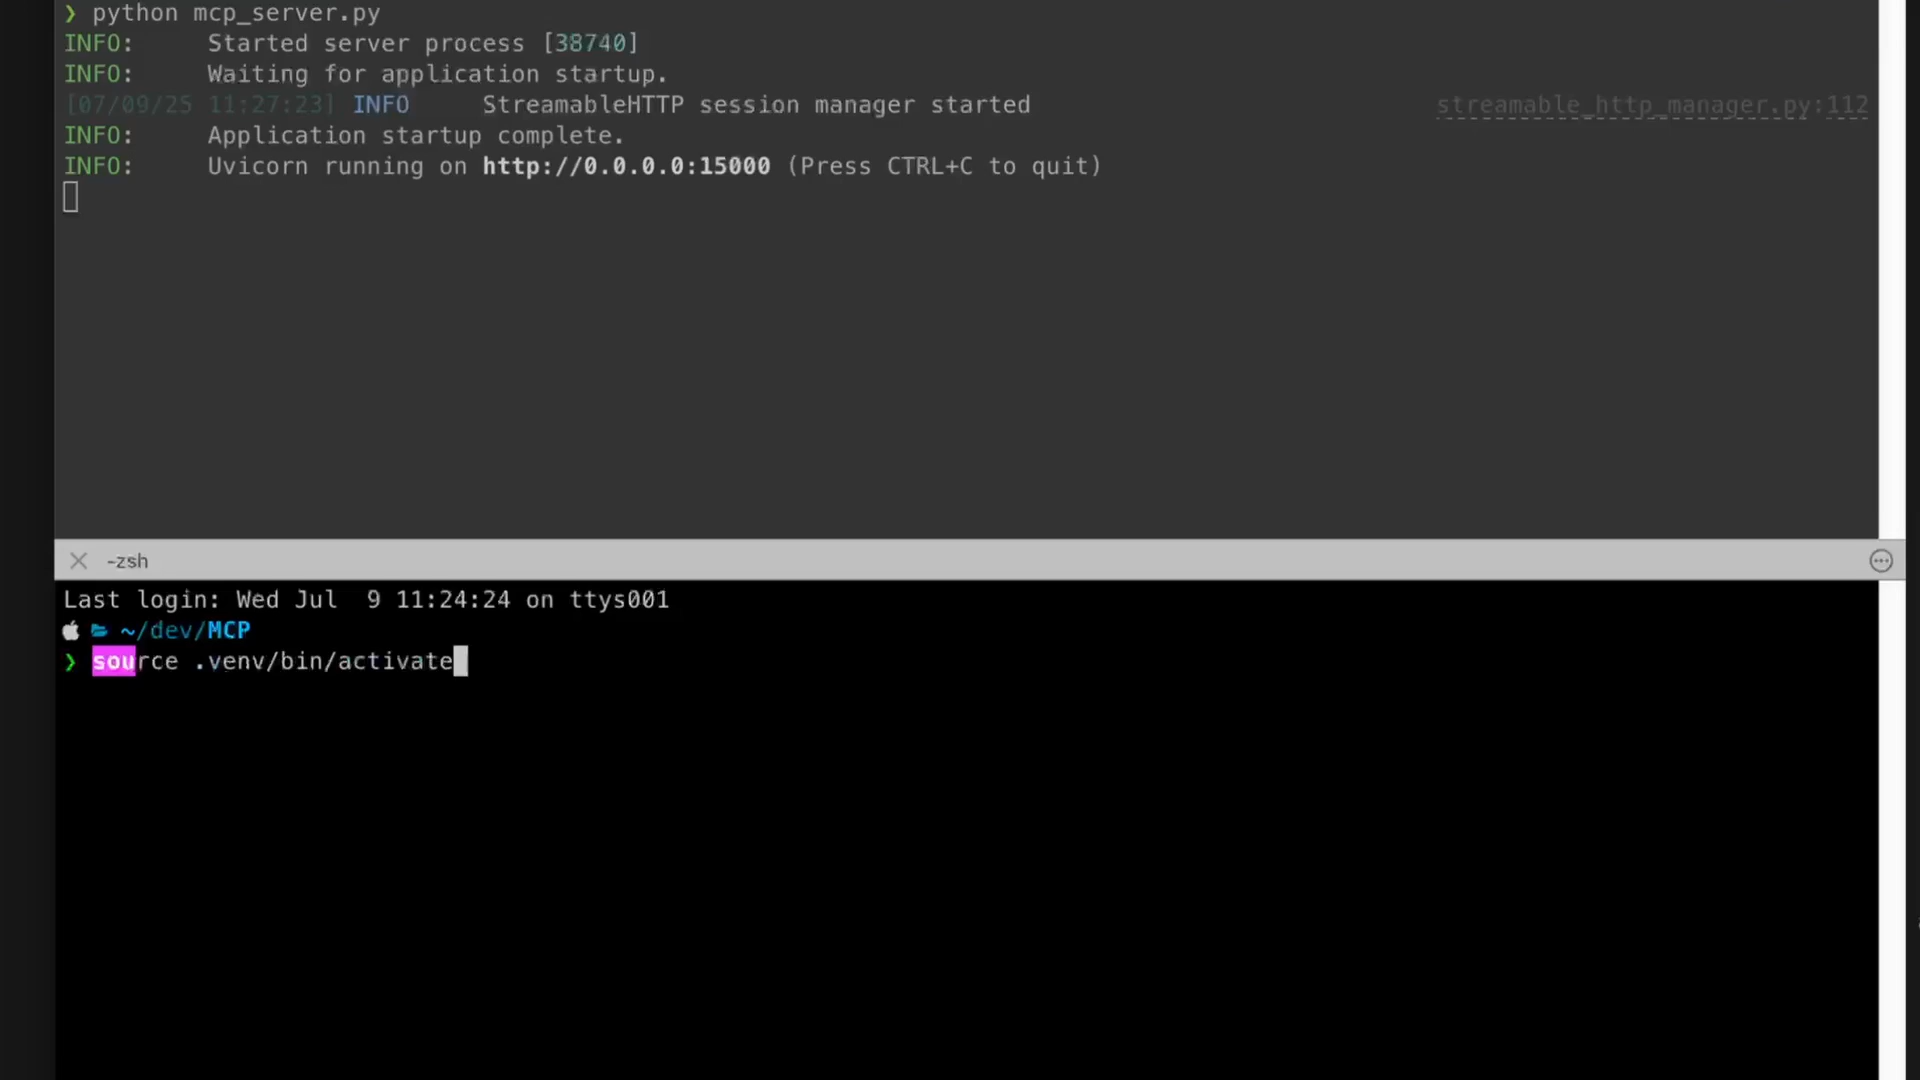 ❯ python mcp_server.py
INFO:     Started server process [38740]
INFO:     Waiting for application startup.
[07/09/25 11:27:23] INFO     StreamableHTTP session manager started     streamable_http_manager.py:112
INFO:     Application startup complete.
INFO:     Uvicorn running on http://0.0.0.0:15000 (Press CTRL+C to quit)
-zsh
Last login: Wed Jul  9 11:24:24 on ttys001
~/dev/MCP
❯ source .venv/bin/activate